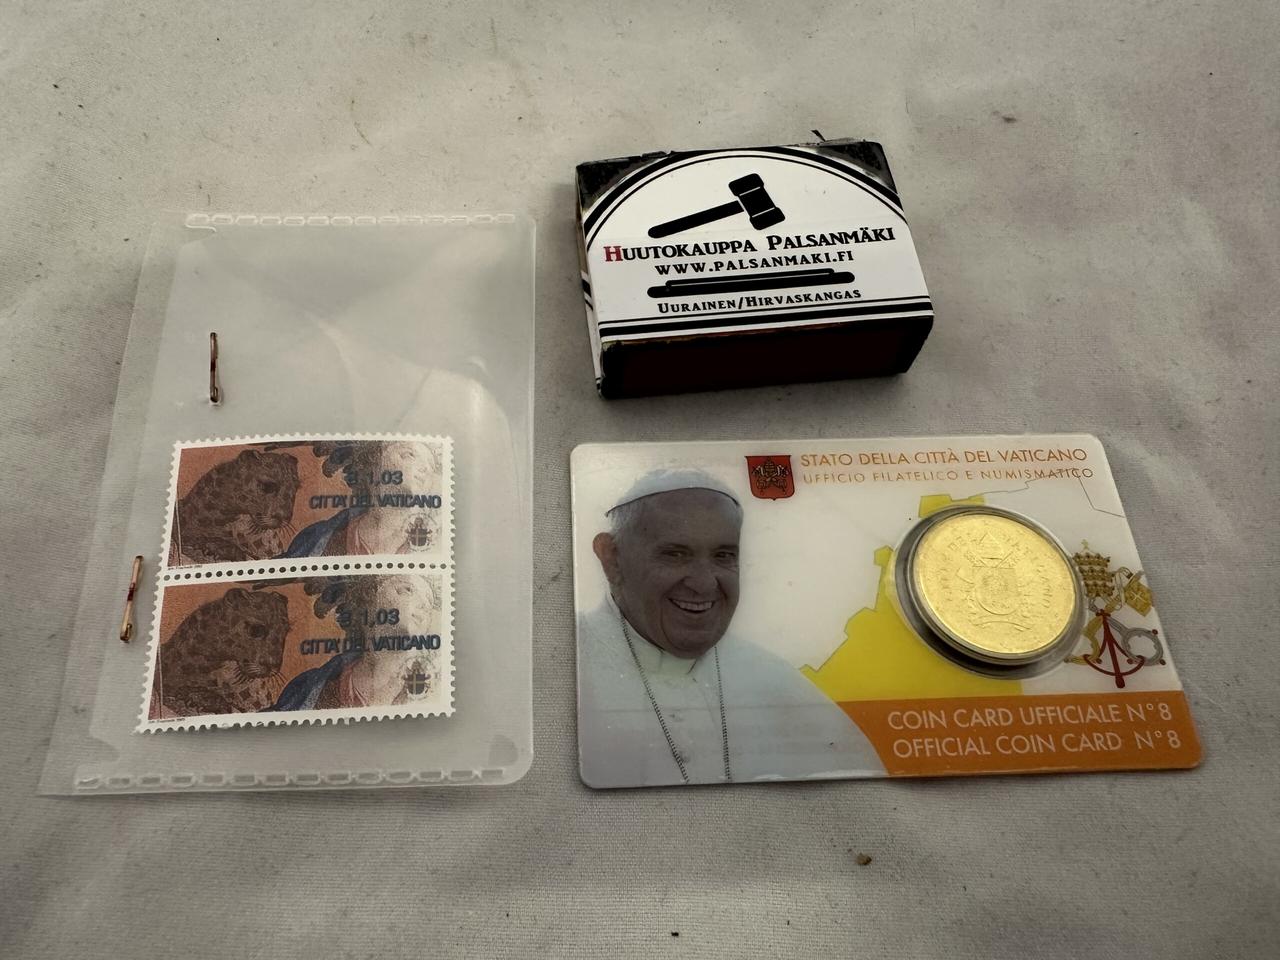 HUUTOKAUPPA PALSANMÄKI
WWW.PALSANMAKI.FI
UURAINEN/HIRVASKANGAS
B 1.03
CITTA' DEL VATICANO
B 1.03
CITTA' DEL VATICANO
STATO DELLA CITTÀ DEL VATICANO
UFFICIO FILATELICO E NUMISMATICO
COIN CARD UFFICIALE N°8
OFFICIAL COIN CARD N°8